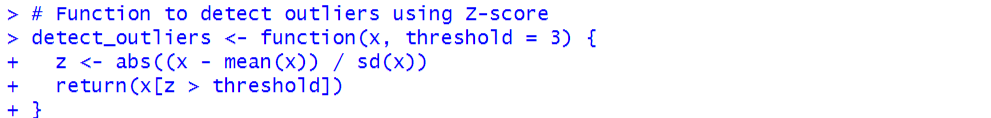 > # Function to detect outliers using Z-score
> detect_outliers <- function(x, threshold = 3) {
+   z <- abs((x - mean(x)) / sd(x))
+   return(x[z > threshold])
+ }